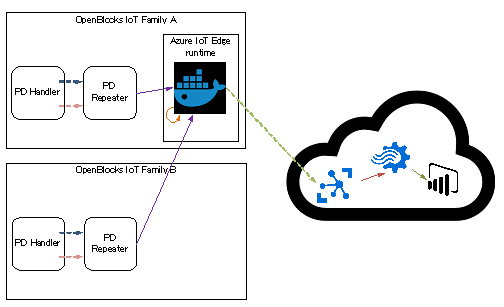 OpenBlocks IoT Family A
Azure IoT Edge
runtime
PD Handler
PD
Repeater
OpenBlocks IoT Family B
PD Handler
PD
Repeater